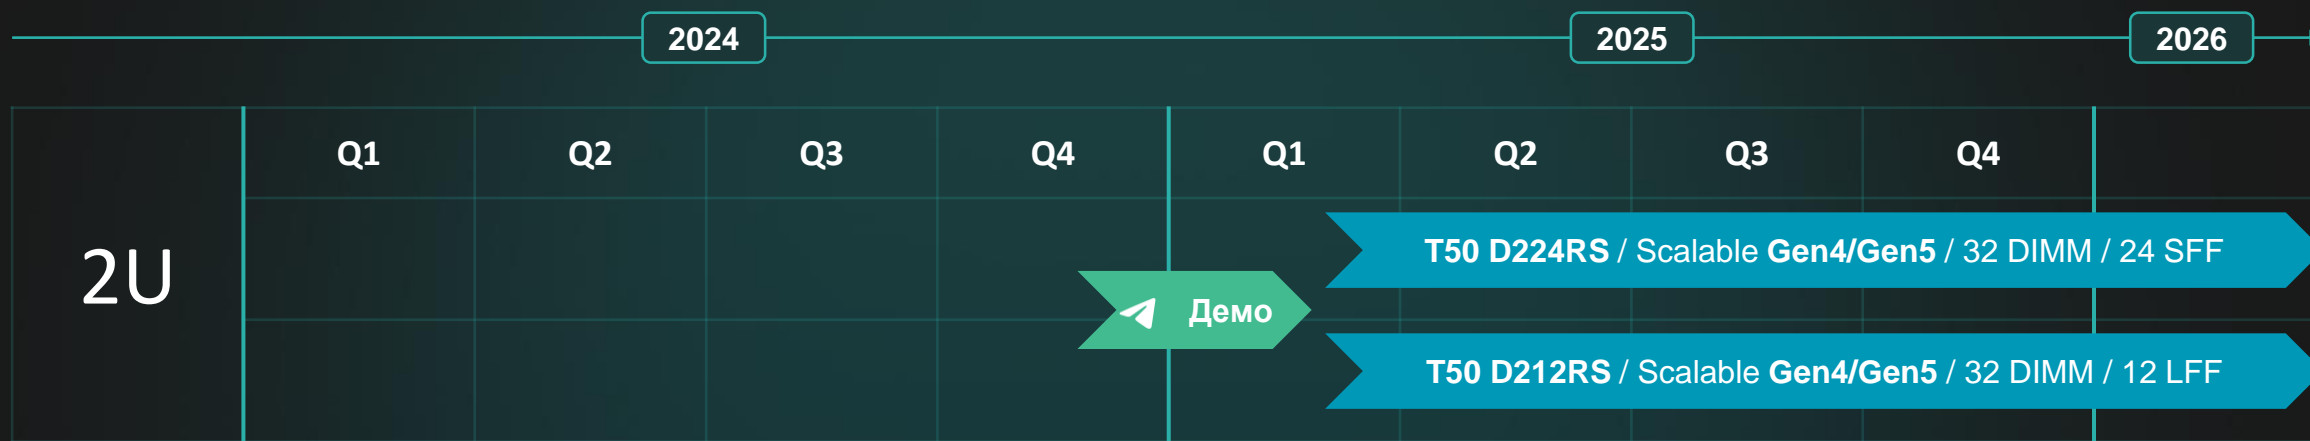 2024 2025 2026
Q1 Q2 Q3 Q4 Q1 Q2 Q3 Q4
2U
T50 D224RS / Scalable Gen4/Gen5 / 32 DIMM / 24 SFF
Демо
T50 D212RS / Scalable Gen4/Gen5 / 32 DIMM / 12 LFF